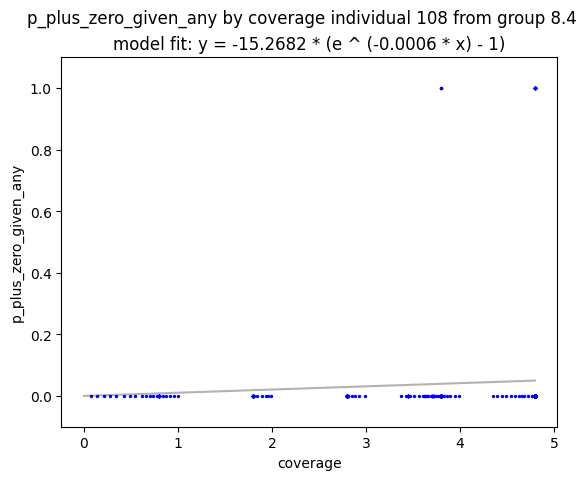 p_plus_zero_given_any by coverage individual 108 from group 8.4
model fit: y = -15.2682 * (e ^ (-0.0006 * x) - 1)
p_plus_zero_given_any
1.0
0.8
0.6
0.4
0.2
0.0
0 1 2 3 4 5
coverage